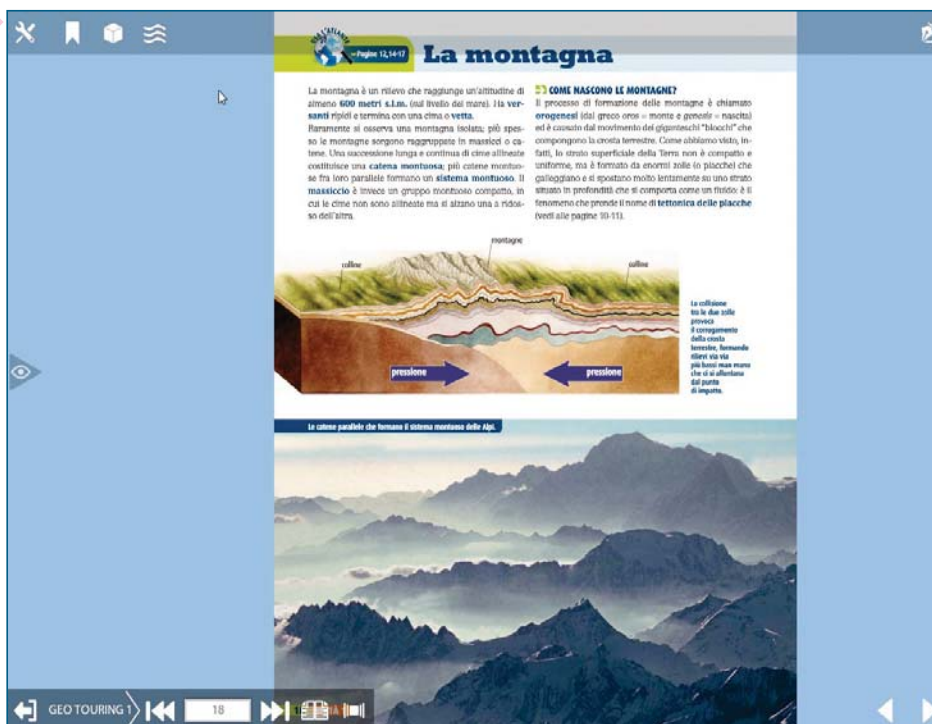 USA L'ATLANTE
Pagine 12, 14-17
La montagna
La montagna è un rilievo che raggiunge un'altitudine di
almeno 600 metri s.l.m. (sul livello del mare). Ha ver-
santi ripidi e termina con una cima o vetta.
Raramente si osserva una montagna isolata; più spes-
so le montagne sorgono raggruppate in massicci o ca-
tene. Una successione lunga e continua di cime allineate
costituisce una catena montuosa; più catene montuo-
se fra loro parallele formano un sistema montuoso. Il
massiccio è invece un gruppo montuoso compatto, in
cui le cime non sono allineate ma si alzano una a ridos-
so dell'altra.
COME NASCONO LE MONTAGNE?
Il processo di formazione delle montagne è chiamato
orogenesi (dal greco oros = monte e genesis = nascita)
ed è causato dal movimento dei giganteschi "blocchi" che
compongono la crosta terrestre. Come abbiamo visto, in-
fatti, lo strato superficiale della Terra non è compatto e
uniforme, ma è formato da enormi zolle (o placche) che
galleggiano e si spostano molto lentamente su uno strato
situato in profondità che si comporta come un fluido: è il
fenomeno che prende il nome di tettonica delle placche
(vedi alle pagine 10-11).
montagne
colline
colline
pressione
pressione
La collisione
tra le due zolle
provoca
il corrugamento
della crosta
terrestre, formando
rilievi via via
più bassi man mano
che ci si allontana
dal punto
di impatto.
Le catene parallele che formano il sistema montuoso delle Alpi.
GEO TOURING 1
18